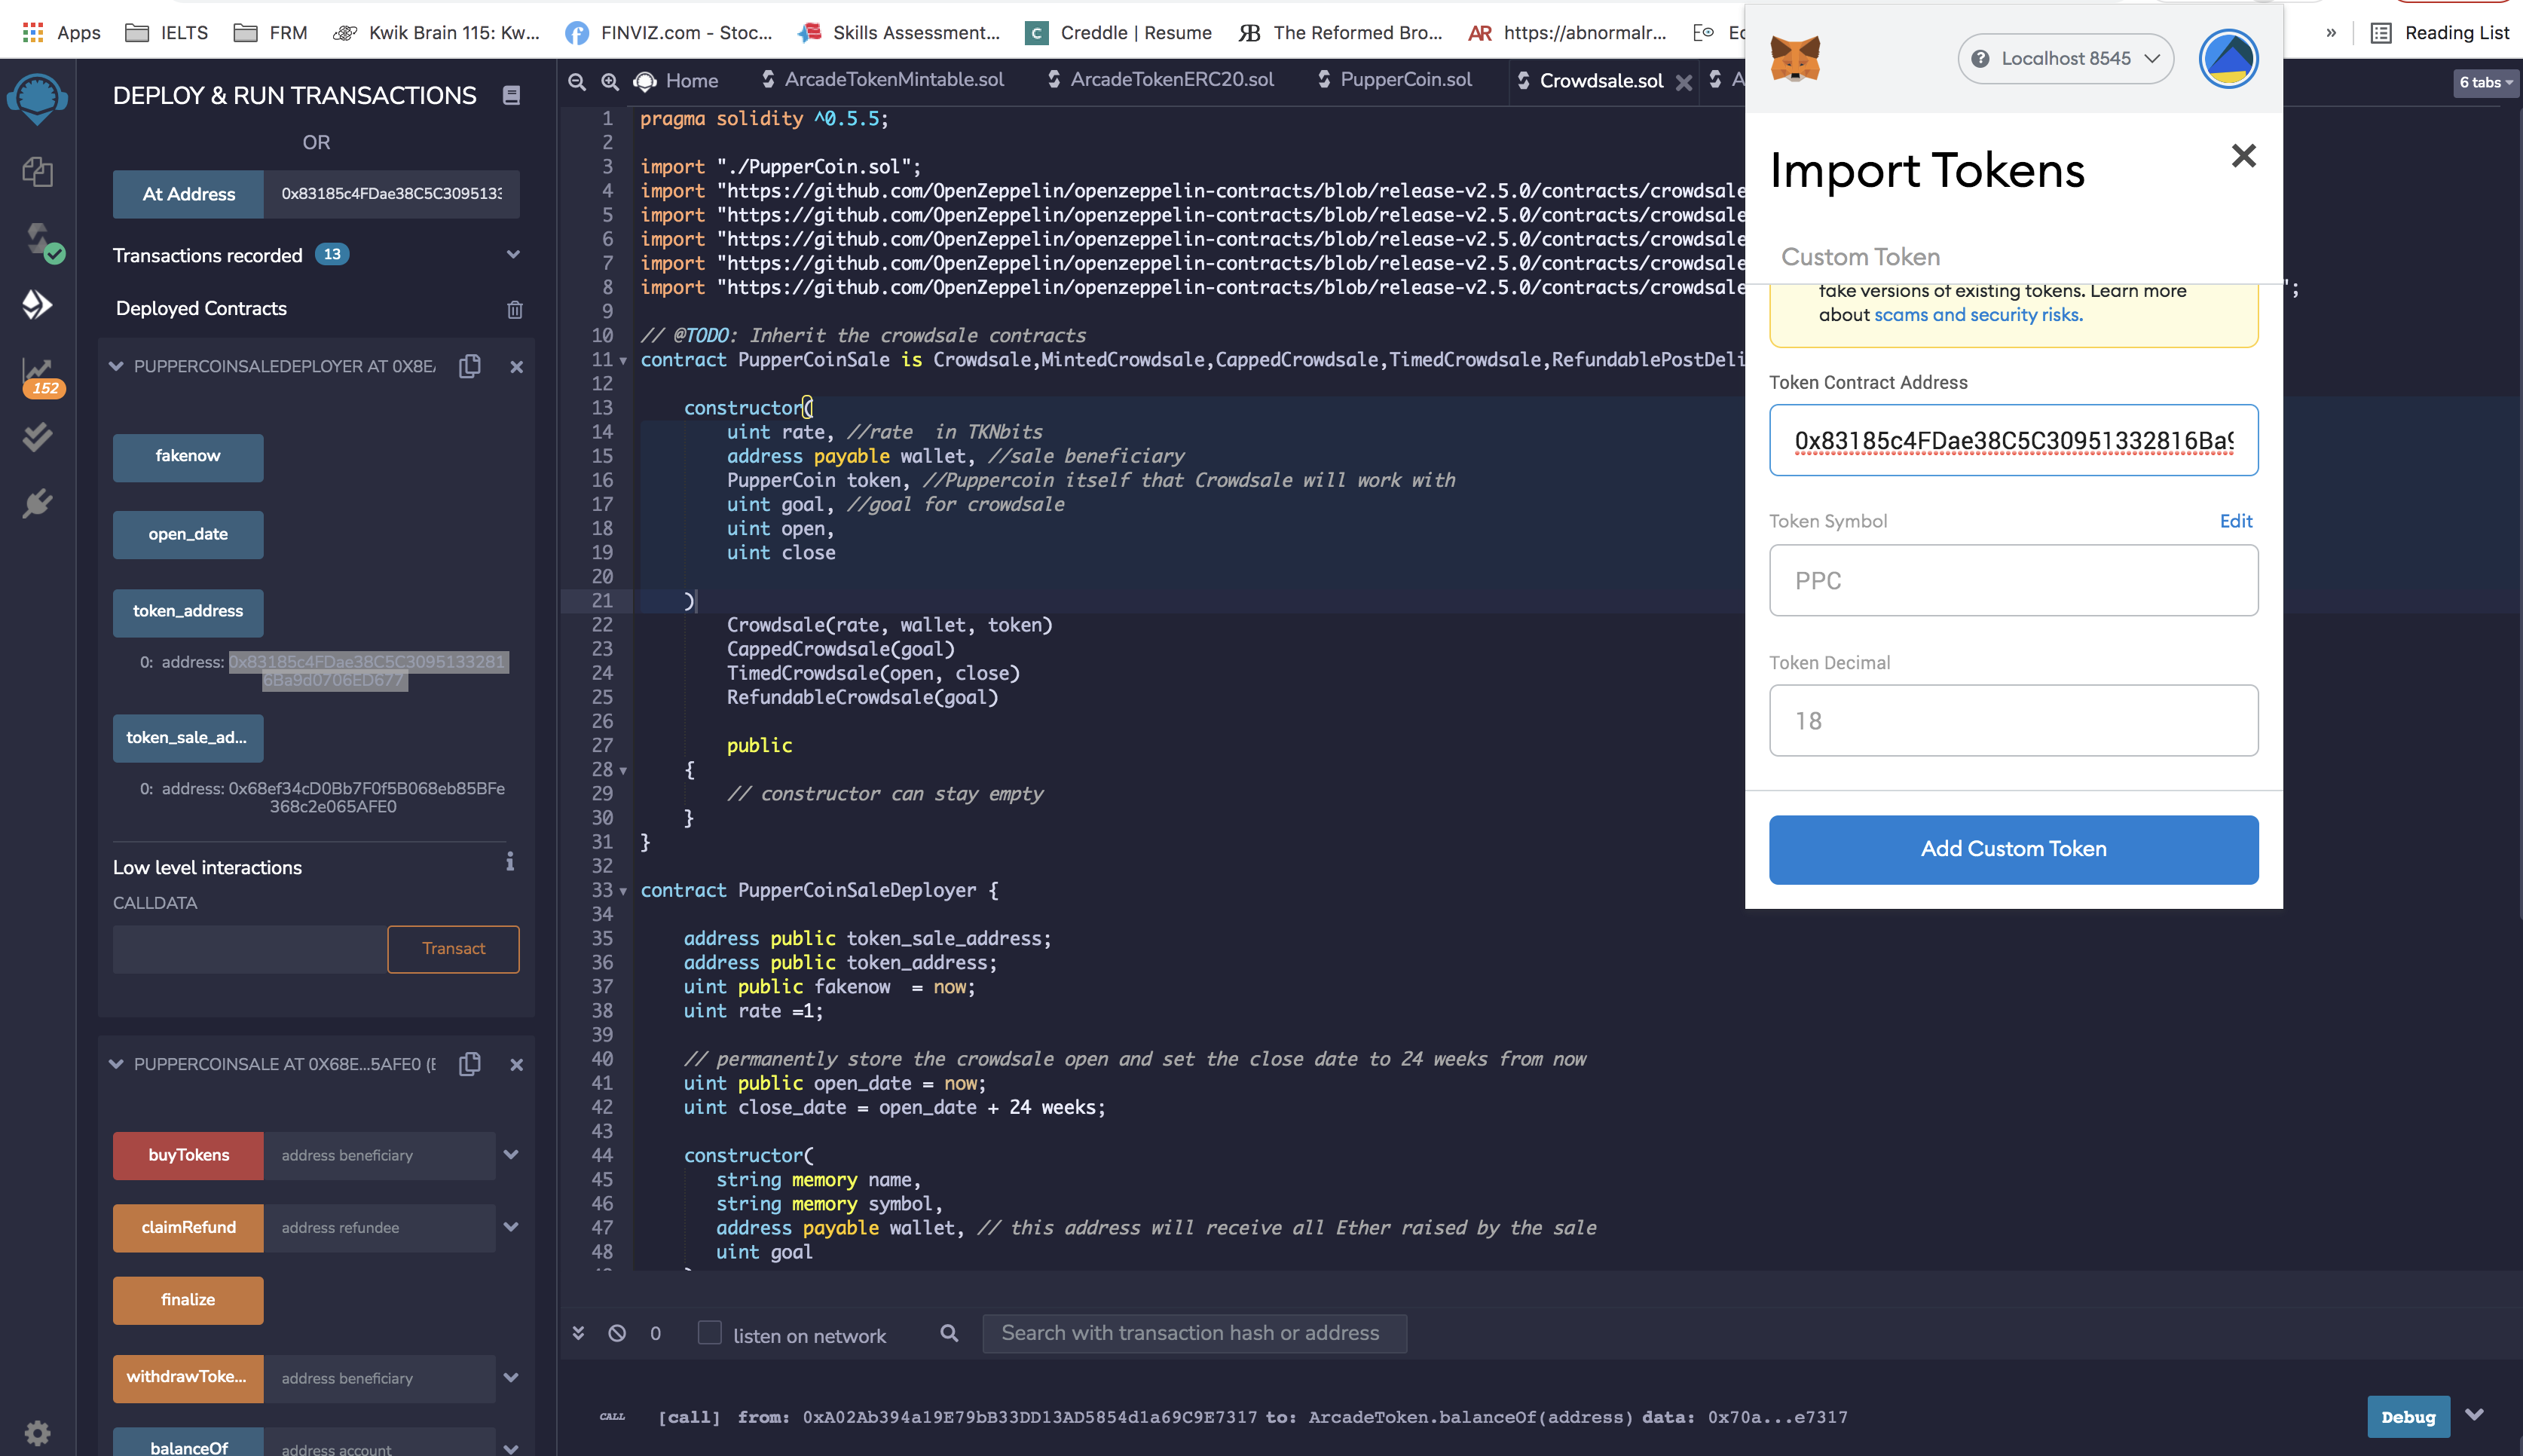 Apps IELTS FRM Kwik Brain 115: Kw... FINVIZ.com - Stoc... Skills Assessment... Creddle | Resume The Reformed Bro... https://abnormalr... » Reading List
DEPLOY & RUN TRANSACTIONS
OR
At Address 0x83185c4FDae38C5C3095133
Transactions recorded 13
Deployed Contracts
PUPPERCOINSALEDEPLOYER AT 0X8EA
152
fakenow
open_date
token_address
0: address: 0x83185c4FDae38C5C3095133281
6Ba9d0706ED677
token_sale_ad...
0: address: 0x68ef34cD0Bb7F0f5B068eb85BFe
368c2e065AFE0
Low level interactions
CALLDATA
Transact
PUPPERCOINSALE AT 0X68E...5AFE0 (E
buyTokens address beneficiary
claimRefund address refundee
finalize
withdrawToke... address beneficiary
balanceOf address account
Home ArcadeTokenMintable.sol ArcadeTokenERC20.sol PupperCoin.sol Crowdsale.sol A 6 tabs
1 pragma solidity ^0.5.5;
2
3 import "./PupperCoin.sol";
4 import "https://github.com/OpenZeppelin/openzeppelin-contracts/blob/release-v2.5.0/contracts/crowdsale
5 import "https://github.com/OpenZeppelin/openzeppelin-contracts/blob/release-v2.5.0/contracts/crowdsale
6 import "https://github.com/OpenZeppelin/openzeppelin-contracts/blob/release-v2.5.0/contracts/crowdsale
7 import "https://github.com/OpenZeppelin/openzeppelin-contracts/blob/release-v2.5.0/contracts/crowdsale
8 import "https://github.com/OpenZeppelin/openzeppelin-contracts/blob/release-v2.5.0/contracts/crowdsale ";
9
10 // @TODO: Inherit the crowdsale contracts
11 contract PupperCoinSale is Crowdsale,MintedCrowdsale,CappedCrowdsale,TimedCrowdsale,RefundablePostDeli
12
13 constructor(
14 uint rate, //rate in TKNbits
15 address payable wallet, //sale beneficiary
16 PupperCoin token, //Puppercoin itself that Crowdsale will work with
17 uint goal, //goal for crowdsale
18 uint open,
19 uint close
20
21 )
22 Crowdsale(rate, wallet, token)
23 CappedCrowdsale(goal)
24 TimedCrowdsale(open, close)
25 RefundableCrowdsale(goal)
26
27 public
28 {
29 // constructor can stay empty
30 }
31 }
32
33 contract PupperCoinSaleDeployer {
34
35 address public token_sale_address;
36 address public token_address;
37 uint public fakenow = now;
38 uint rate =1;
39
40 // permanently store the crowdsale open and set the close date to 24 weeks from now
41 uint public open_date = now;
42 uint close_date = open_date + 24 weeks;
43
44 constructor(
45 string memory name,
46 string memory symbol,
47 address payable wallet, // this address will receive all Ether raised by the sale
48 uint goal
0 listen on network Search with transaction hash or address
CALL [call] from: 0xA02Ab394a19E79bB33DD13AD5854d1a69C9E7317 to: ArcadeToken.balanceOf(address) data: 0x70a...e7317 Debug
Localhost 8545
Import Tokens
Custom Token
fake versions of existing tokens. Learn more
about scams and security risks.
Token Contract Address
0x83185c4FDae38C5C30951332816Ba9
Token Symbol Edit
PPC
Token Decimal
18
Add Custom Token